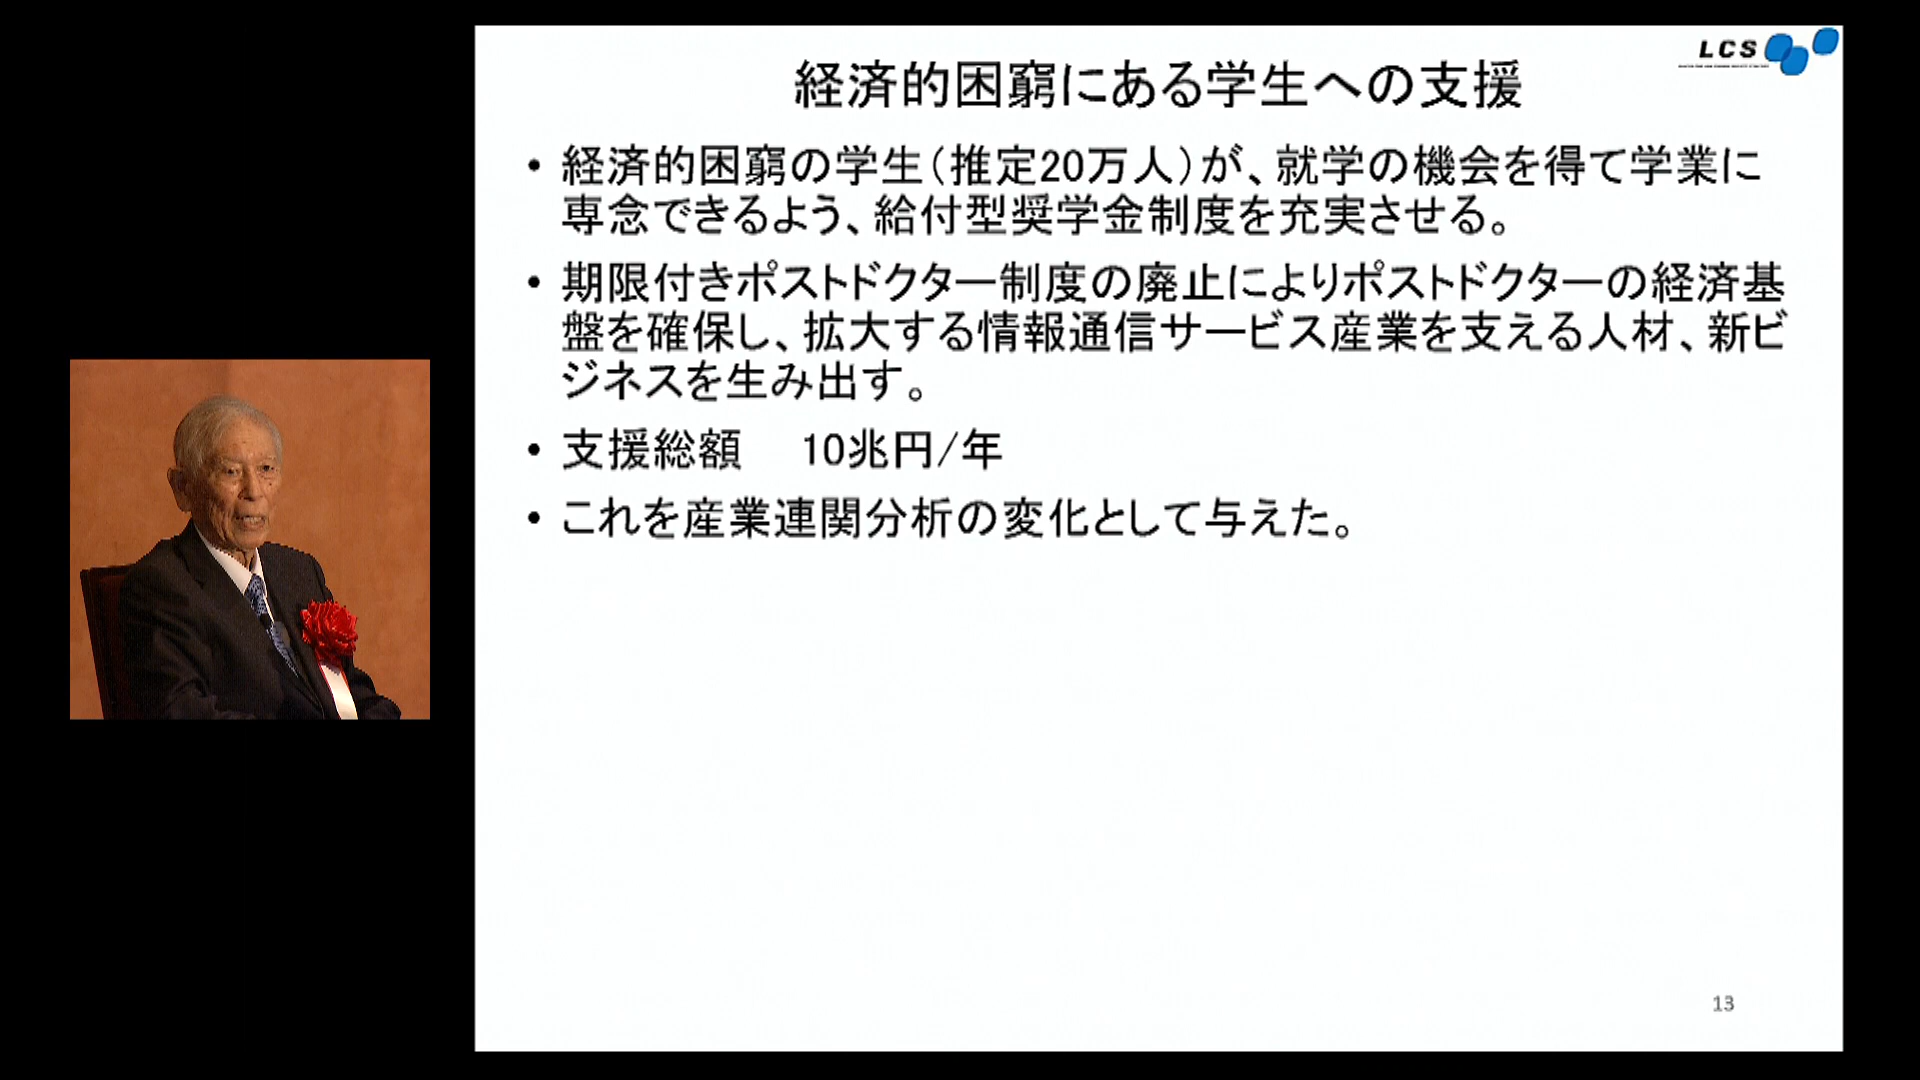 LCS
経済的困窮にある学生への支援
• 経済的困窮の学生（推定20万人）が、就学の機会を得て学業に
専念できるよう、給付型奨学金制度を充実させる。
• 期限付きポストドクター制度の廃止によりポストドクターの経済基
盤を確保し、拡大する情報通信サービス産業を支える人材、新ビ
ジネスを生み出す。
• 支援総額　10兆円/年
• これを産業連関分析の変化として与えた。
13